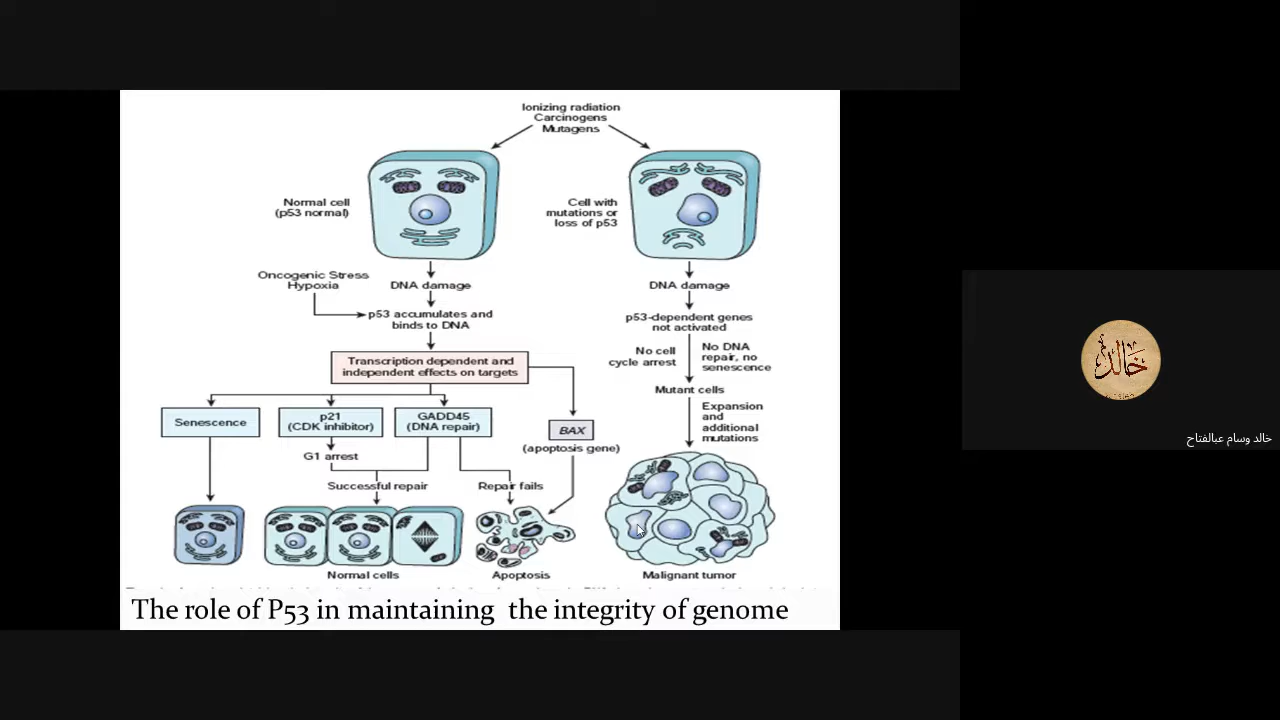 Ionizing radiation
Carcinogens
Mutagens
Normal cell
(p53 normal)
Cell with
mutations or
loss of p53
Oncogenic Stress
Hypoxia
DNA damage
p53 accumulates and
binds to DNA
Transcription dependent and
independent effects on targets
Senescence
p21
(CDK inhibitor)
GADD45
(DNA repair)
BAX
(apoptosis gene)
G1 arrest
Successful repair
Repair fails
Normal cells
Apoptosis
DNA damage
p53-dependent genes
not activated
No cell
cycle arrest
No DNA
repair, no
senescence
Mutant cells
Expansion
and
additional
mutations
Malignant tumor
The role of P53 in maintaining the integrity of genome
خالد
خالد وسام عبالفتاح